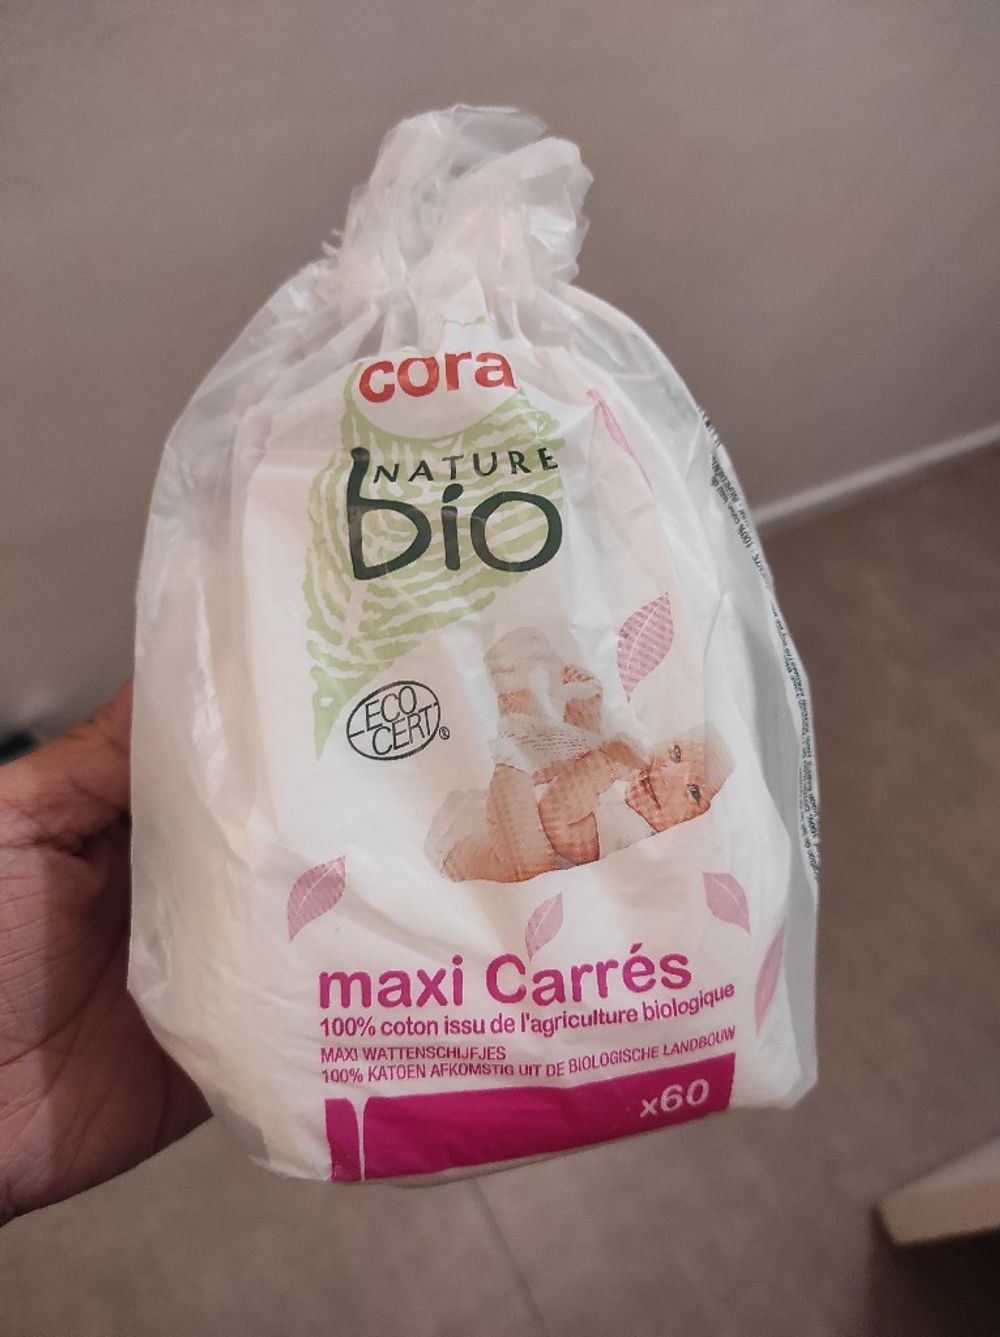 cora
NATURE
bio
ECO
CERT®
maxi Carrés
100% coton issu de l'agriculture biologique
MAXI WATTENSCHIJFJES
100% KATOEN AFKOMSTIG UIT DE BIOLOGISCHE LANDBOUW
x60